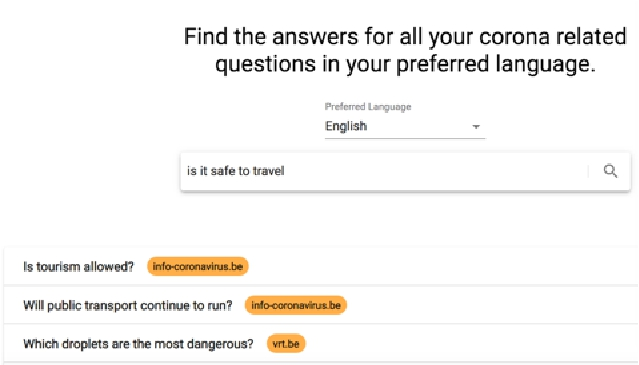 Find the answers for all your corona related
questions in your preferred language.
Preferred Language
English
is it safe to travel
Is tourism allowed? info-coronavirus.be
Will public transport continue to run? info-coronavirus.be
Which droplets are the most dangerous? vrt.be